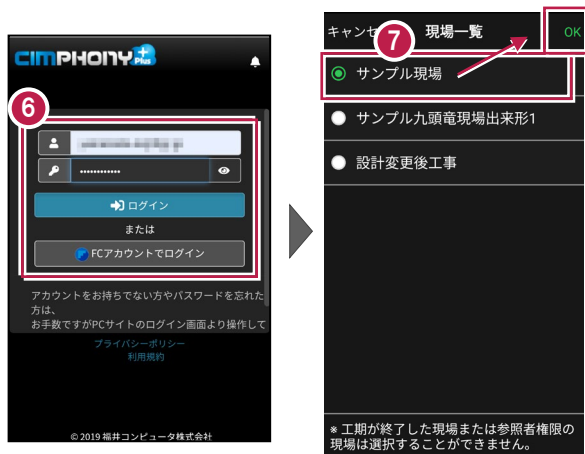 CIMPHONY Plus
6
••••••••••••
ログイン
または
FCアカウントでログイン
アカウントをお持ちでない方やパスワードを忘れた
方は、
お手数ですがPCサイトのログイン画面より操作して
プライバシーポリシー
利用規約
© 2019 福井コンピュータ株式会社
キャンセ
7
現場一覧
OK
サンプル現場
サンプル九頭竜現場出来形1
設計変更後工事
※ 工期が終了した現場または参照者権限の
現場は選択することができません。